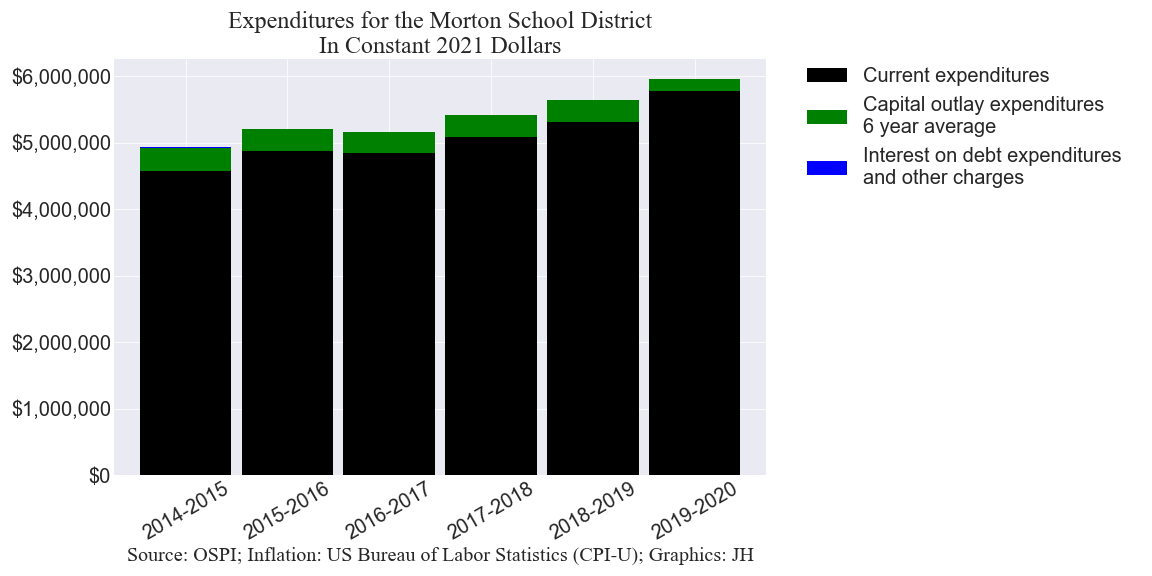 Expenditures for the Morton School District
In Constant 2021 Dollars
$6,000,000
$5,000,000
$4,000,000
$3,000,000
$2,000,000
$1,000,000
$0
2014-2015
2015-2016
2016-2017
2017-2018
2018-2019
2019-2020
Source: OSPI; Inflation: US Bureau of Labor Statistics (CPI-U); Graphics: JH
Current expenditures
Capital outlay expenditures
6 year average
Interest on debt expenditures
and other charges